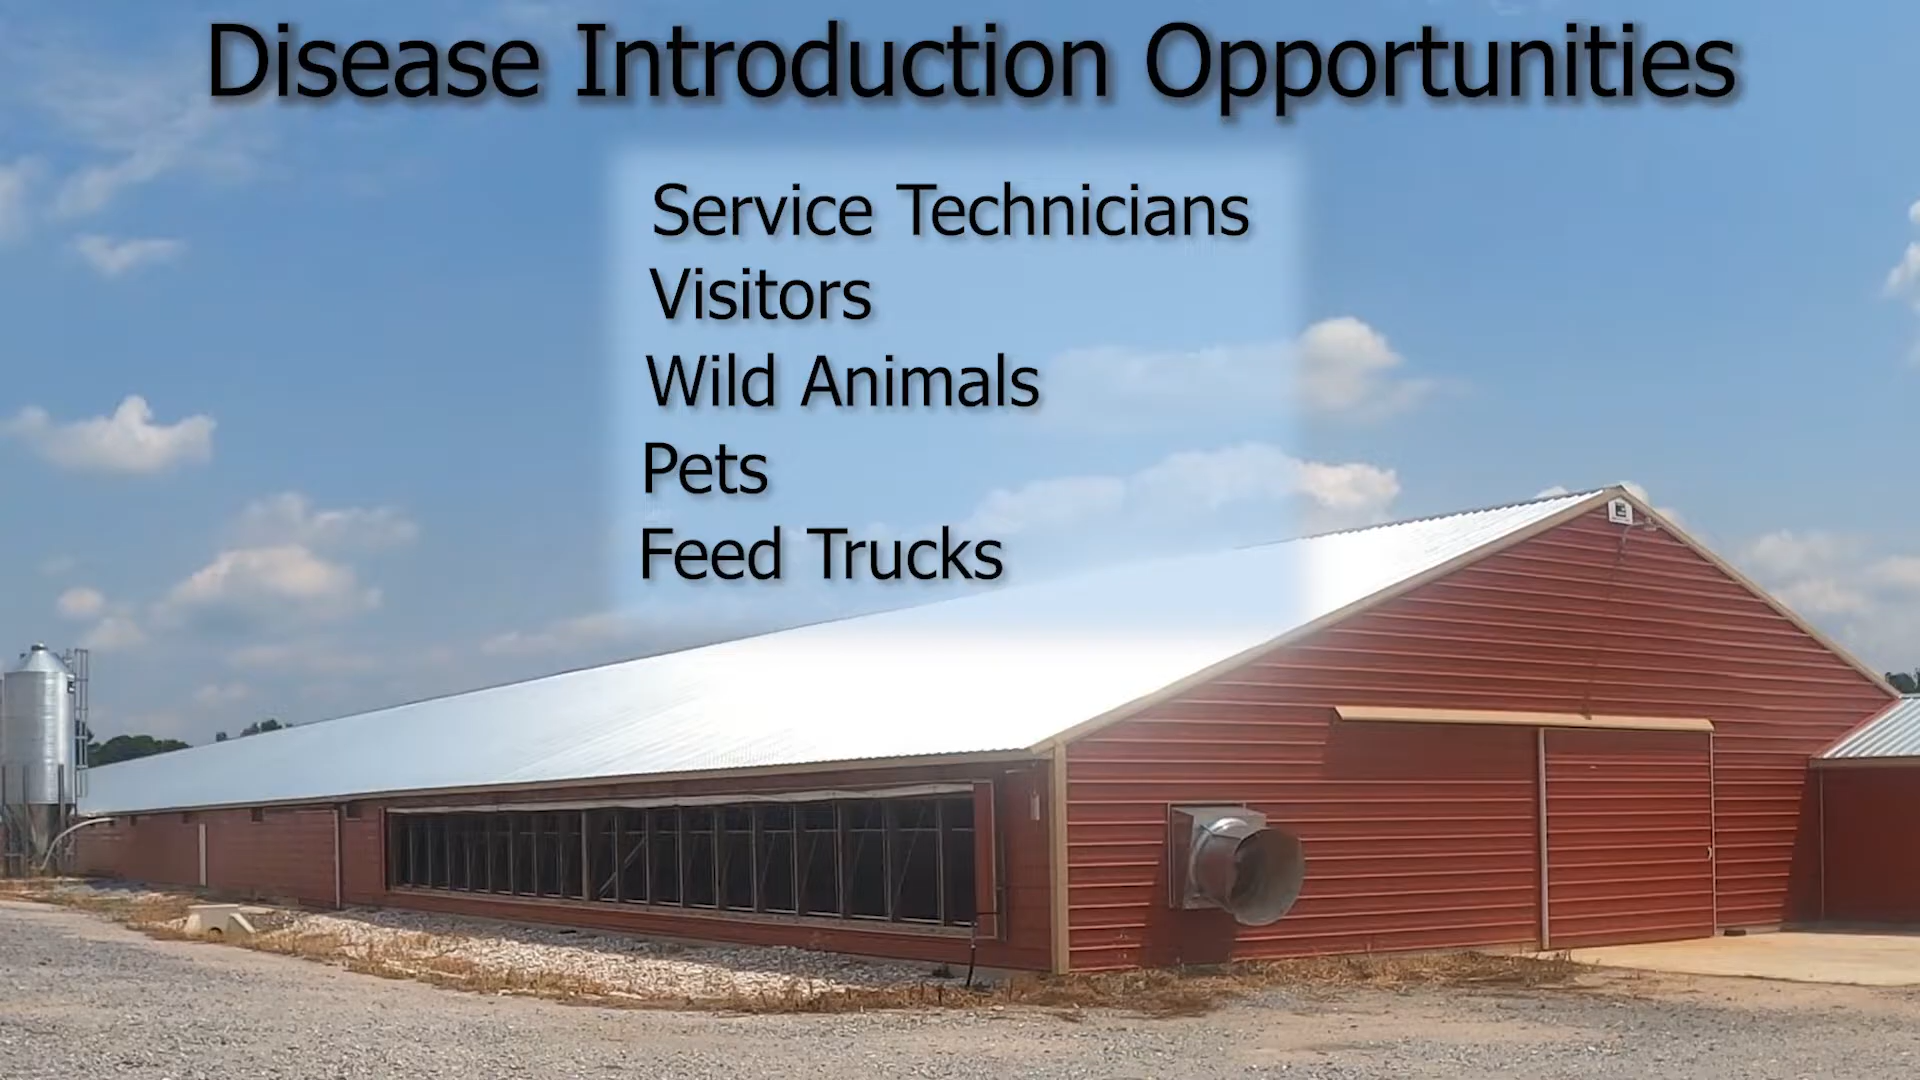 Disease Introduction Opportunities
Service Technicians
Visitors
Wild Animals
Pets
Feed Trucks